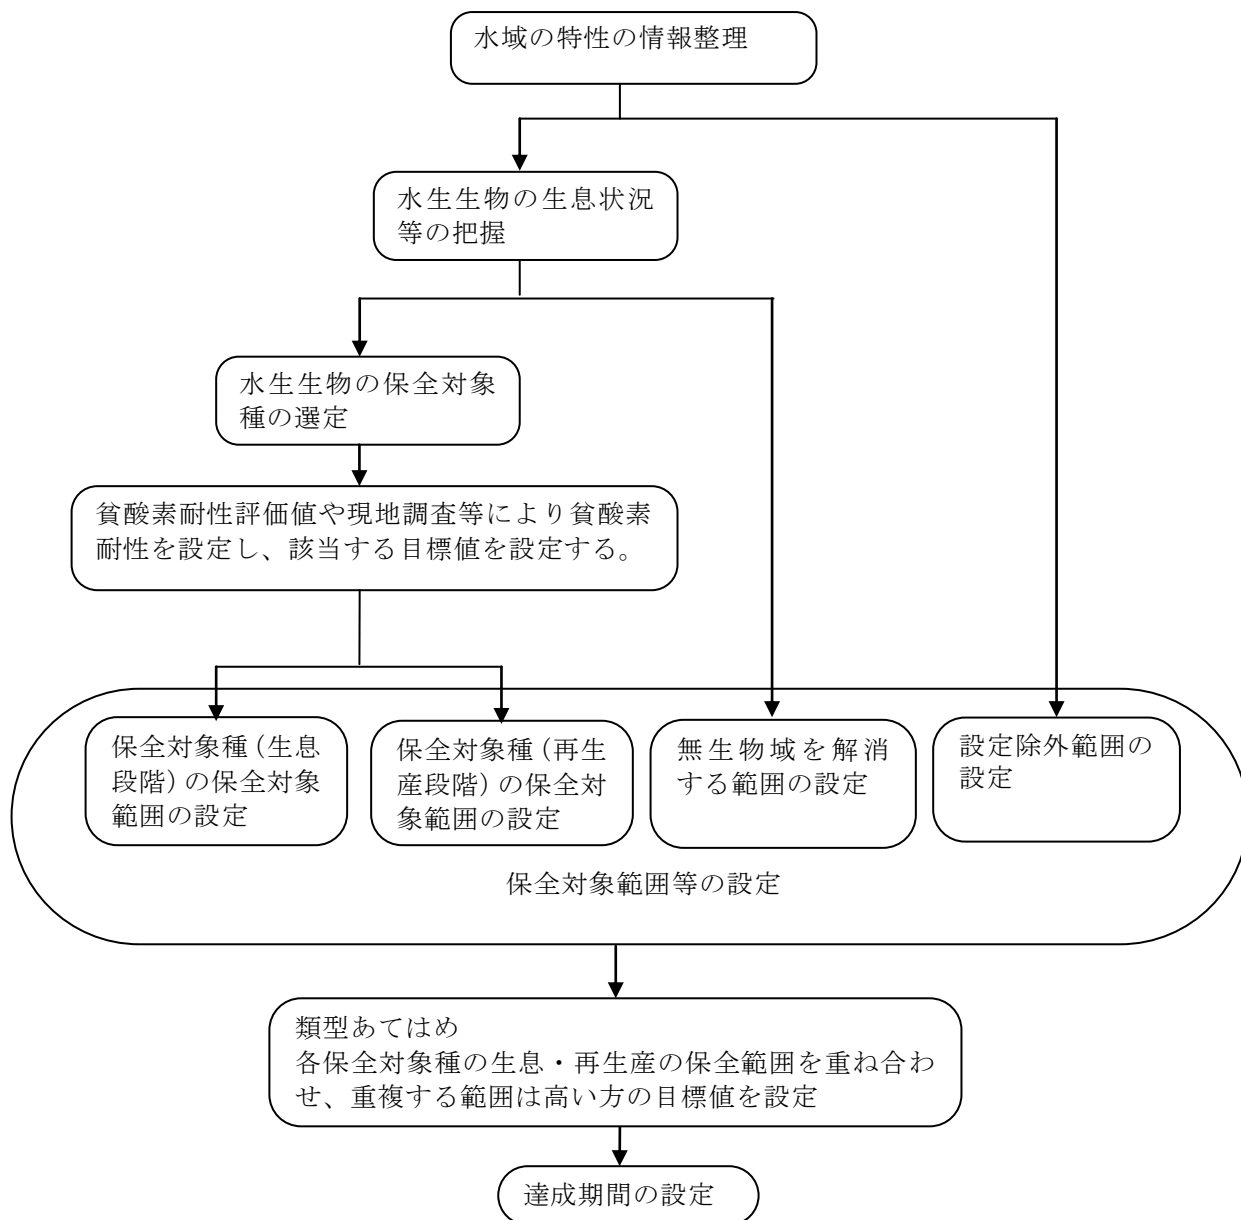 水域の特性の情報整理
水生生物の生息状況
等の把握
水生生物の保全対象
種の選定
貧酸素耐性評価値や現地調査等により貧酸素
耐性を設定し、該当する目標値を設定する。
保全対象種(生息
段階)の保全対象
範囲の設定
保全対象種(再生
産段階)の保全対
象範囲の設定
無生物域を解消
する範囲の設定
設定除外範囲の
設定
保全対象範囲等の設定
類型あてはめ
各保全対象種の生息・再生産の保全範囲を重ね合わ
せ、重複する範囲は高い方の目標値を設定
達成期間の設定